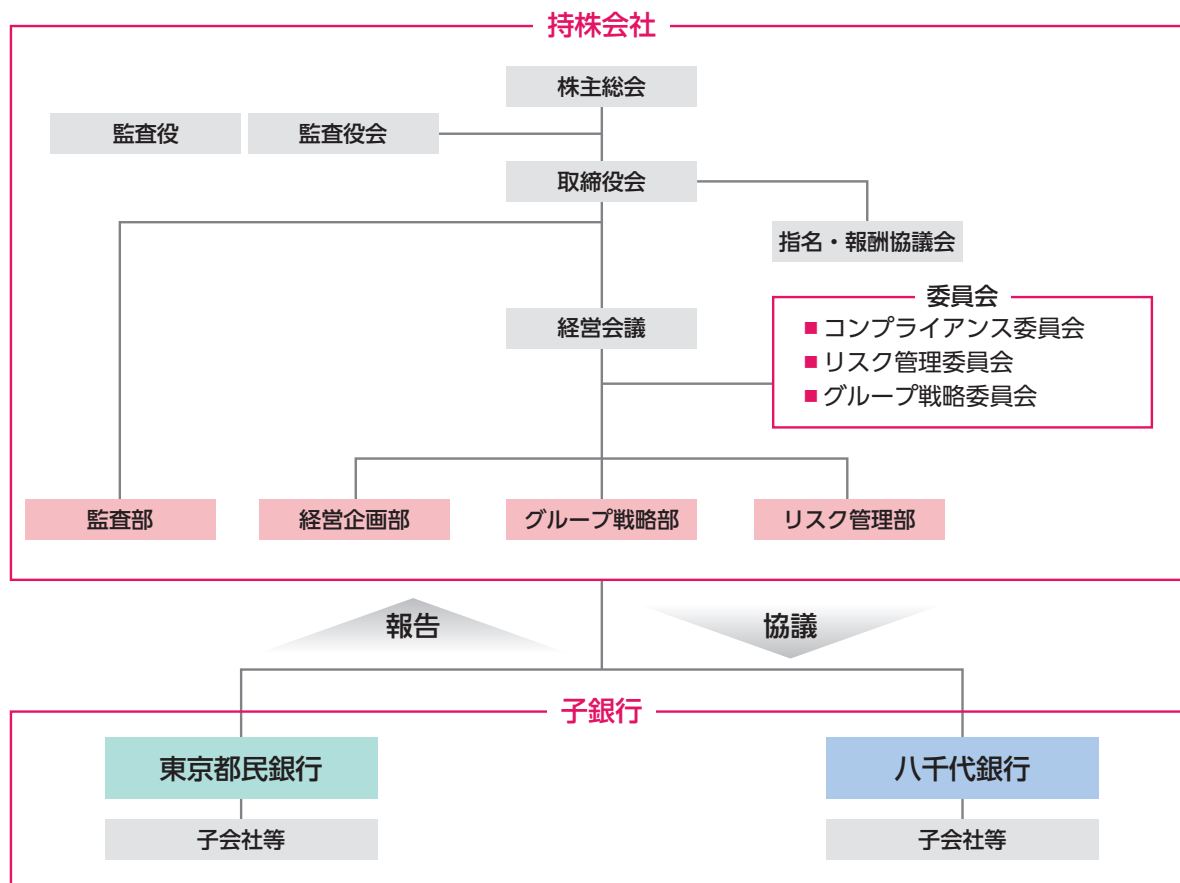 持株会社
株主総会
監査役
監査役会
取締役会
指名・報酬協議会
経営会議
委員会
■コンプライアンス委員会
■リスク管理委員会
■グループ戦略委員会
監査部
経営企画部
グループ戦略部
リスク管理部
報告
協議
子銀行
東京都民銀行
八千代銀行
子会社等
子会社等